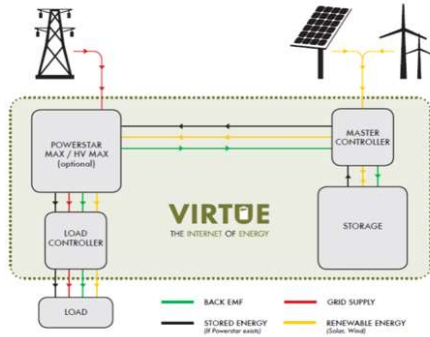 POWERSTAR
MAX / HV MAX
(optional)
MASTER
CONTROLLER
LOAD
CONTROLLER
VIRTUE
THE INTERNET OF ENERGY
STORAGE
LOAD
BACK EMF
GRID SUPPLY
STORED ENERGY
(If Powerstar exists)
RENEWABLE ENERGY
(Solar, Wind)